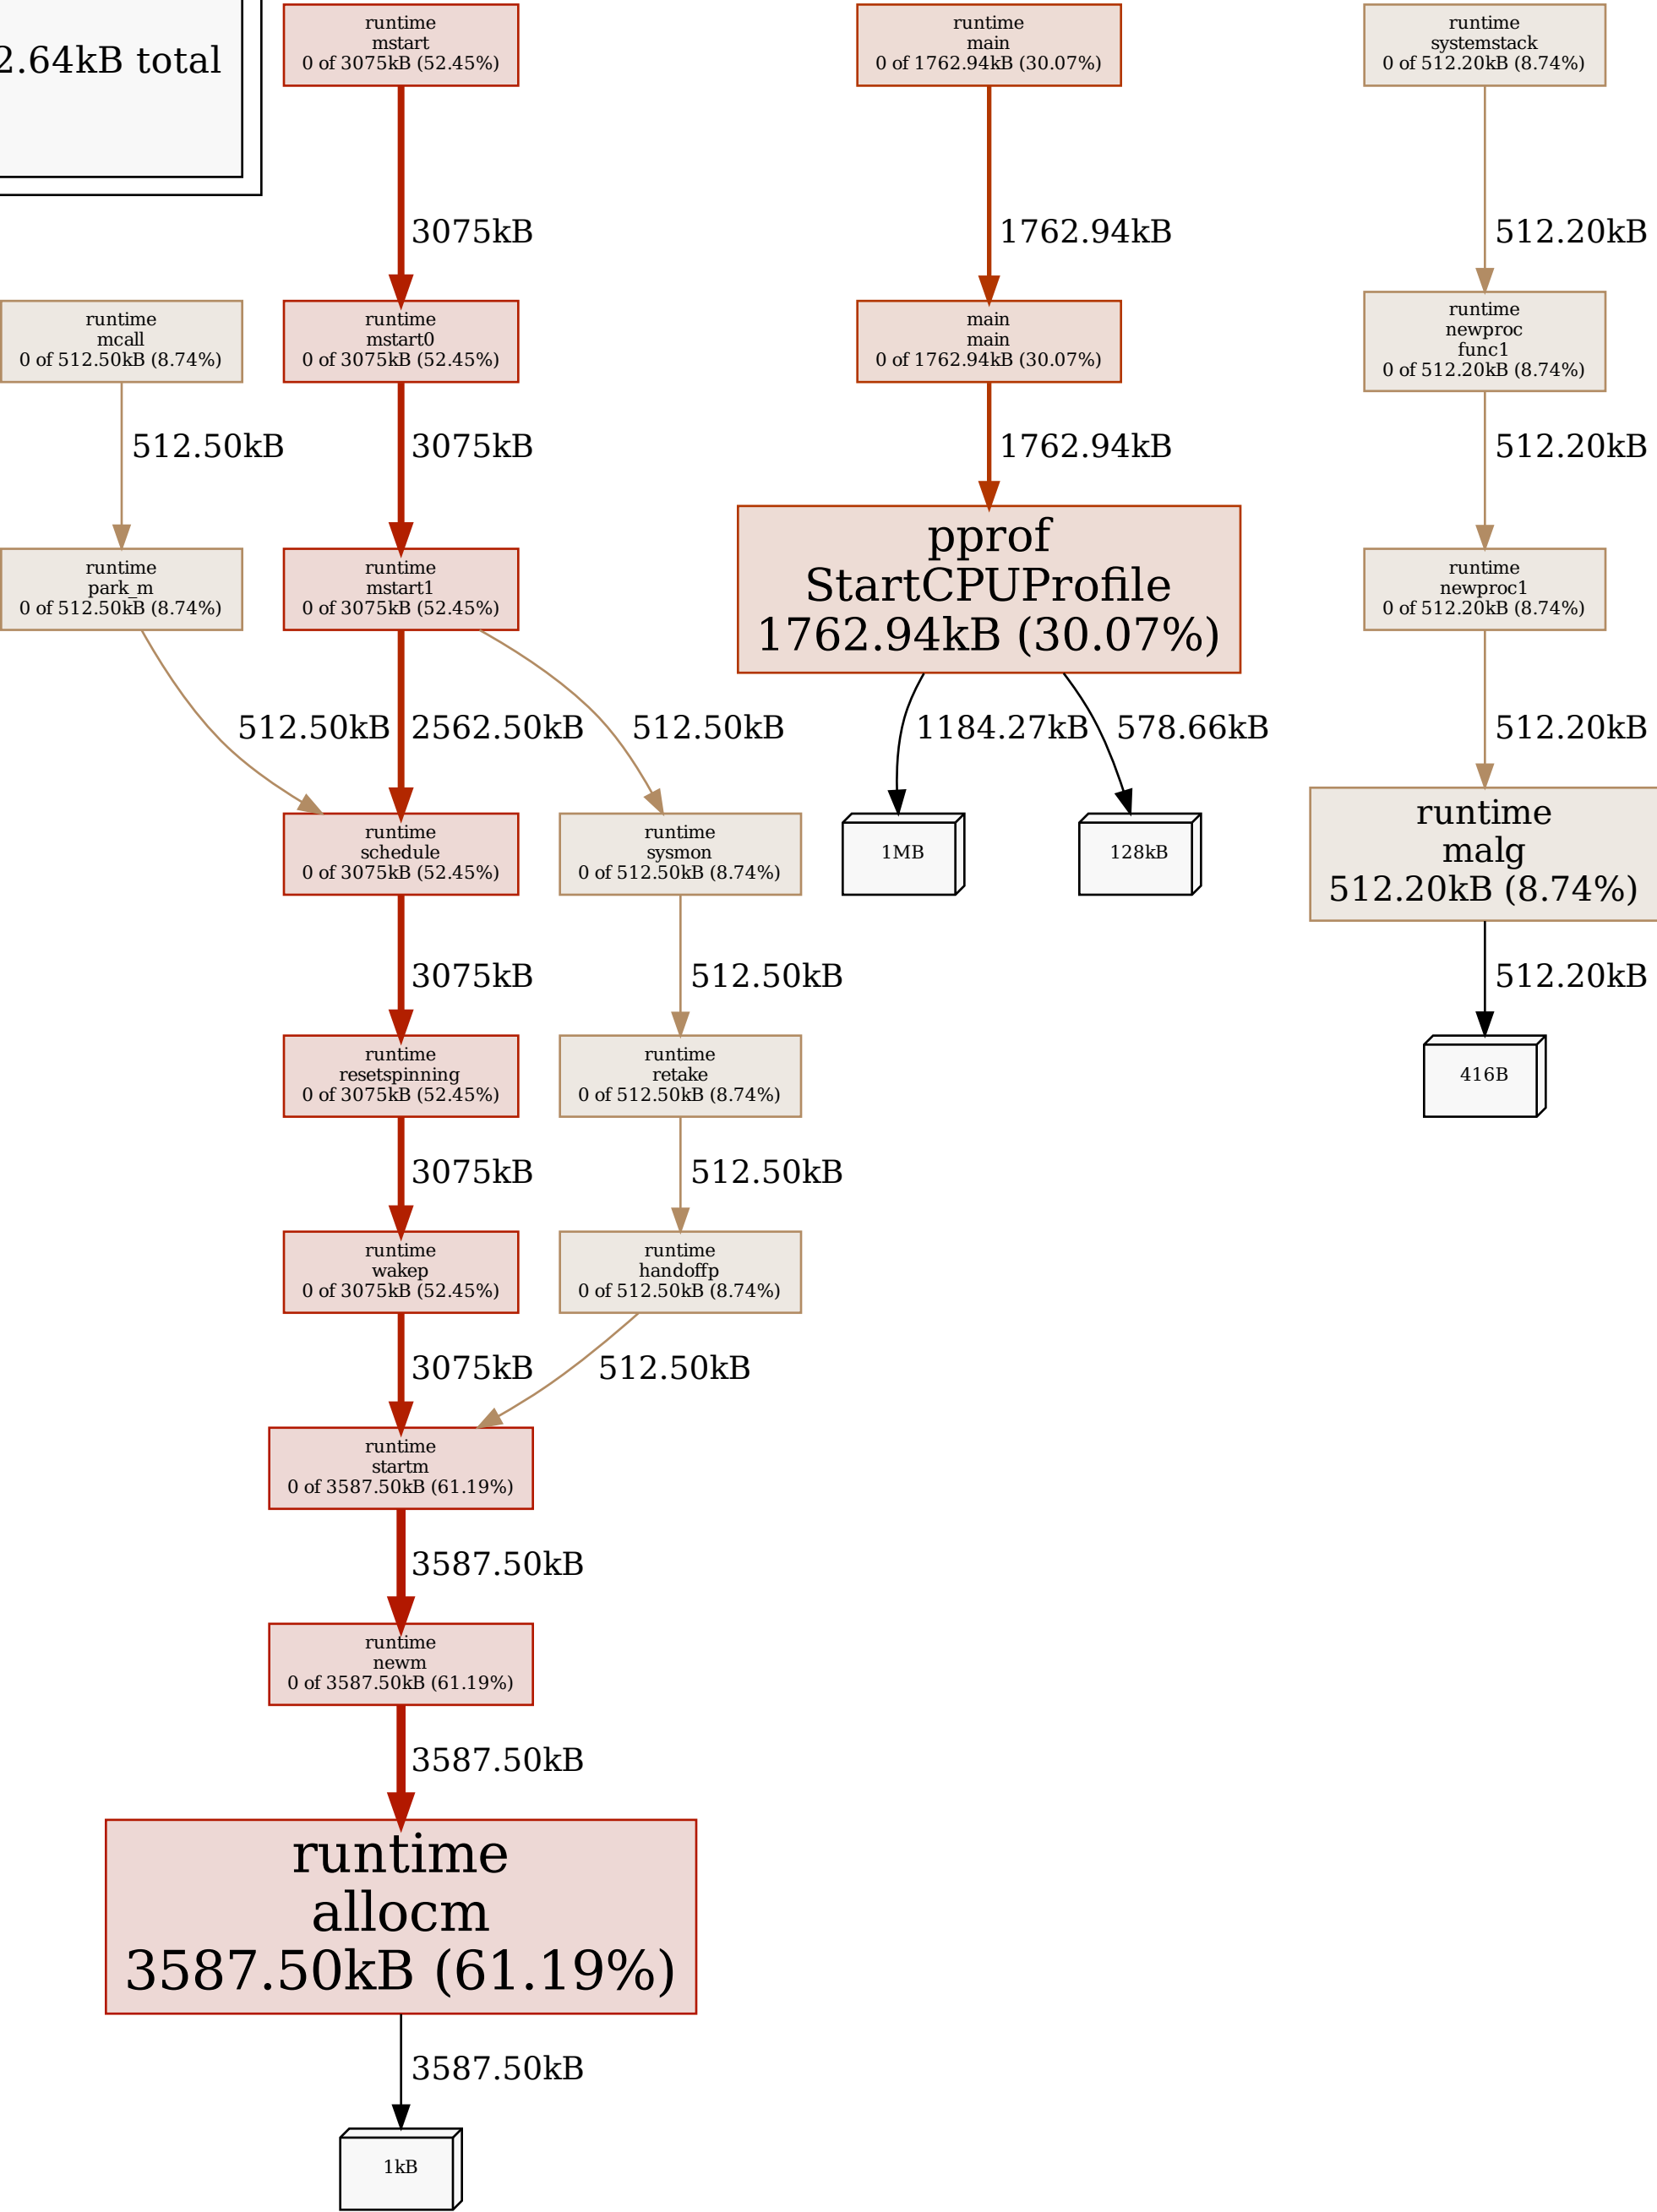 2.64kB total
runtime
mstart
0 of 3075kB (52.45%)
runtime
main
0 of 1762.94kB (30.07%)
runtime
systemstack
0 of 512.20kB (8.74%)
3075kB
1762.94kB
512.20kB
runtime
mcall
0 of 512.50kB (8.74%)
runtime
mstart0
0 of 3075kB (52.45%)
main
main
0 of 1762.94kB (30.07%)
runtime
newproc
func1
0 of 512.20kB (8.74%)
512.50kB
3075kB
1762.94kB
512.20kB
runtime
park_m
0 of 512.50kB (8.74%)
runtime
mstart1
0 of 3075kB (52.45%)
pprof
StartCPUProfile
1762.94kB (30.07%)
runtime
newproc1
0 of 512.20kB (8.74%)
512.50kB
2562.50kB
512.50kB
1184.27kB
578.66kB
512.20kB
runtime
schedule
0 of 3075kB (52.45%)
runtime
sysmon
0 of 512.50kB (8.74%)
1MB
128kB
runtime
malg
512.20kB (8.74%)
3075kB
512.50kB
512.20kB
runtime
resetspinning
0 of 3075kB (52.45%)
runtime
retake
0 of 512.50kB (8.74%)
416B
3075kB
512.50kB
runtime
wakep
0 of 3075kB (52.45%)
runtime
handoffp
0 of 512.50kB (8.74%)
3075kB
512.50kB
runtime
startm
0 of 3587.50kB (61.19%)
3587.50kB
runtime
newm
0 of 3587.50kB (61.19%)
3587.50kB
runtime
allocm
3587.50kB (61.19%)
3587.50kB
1kB